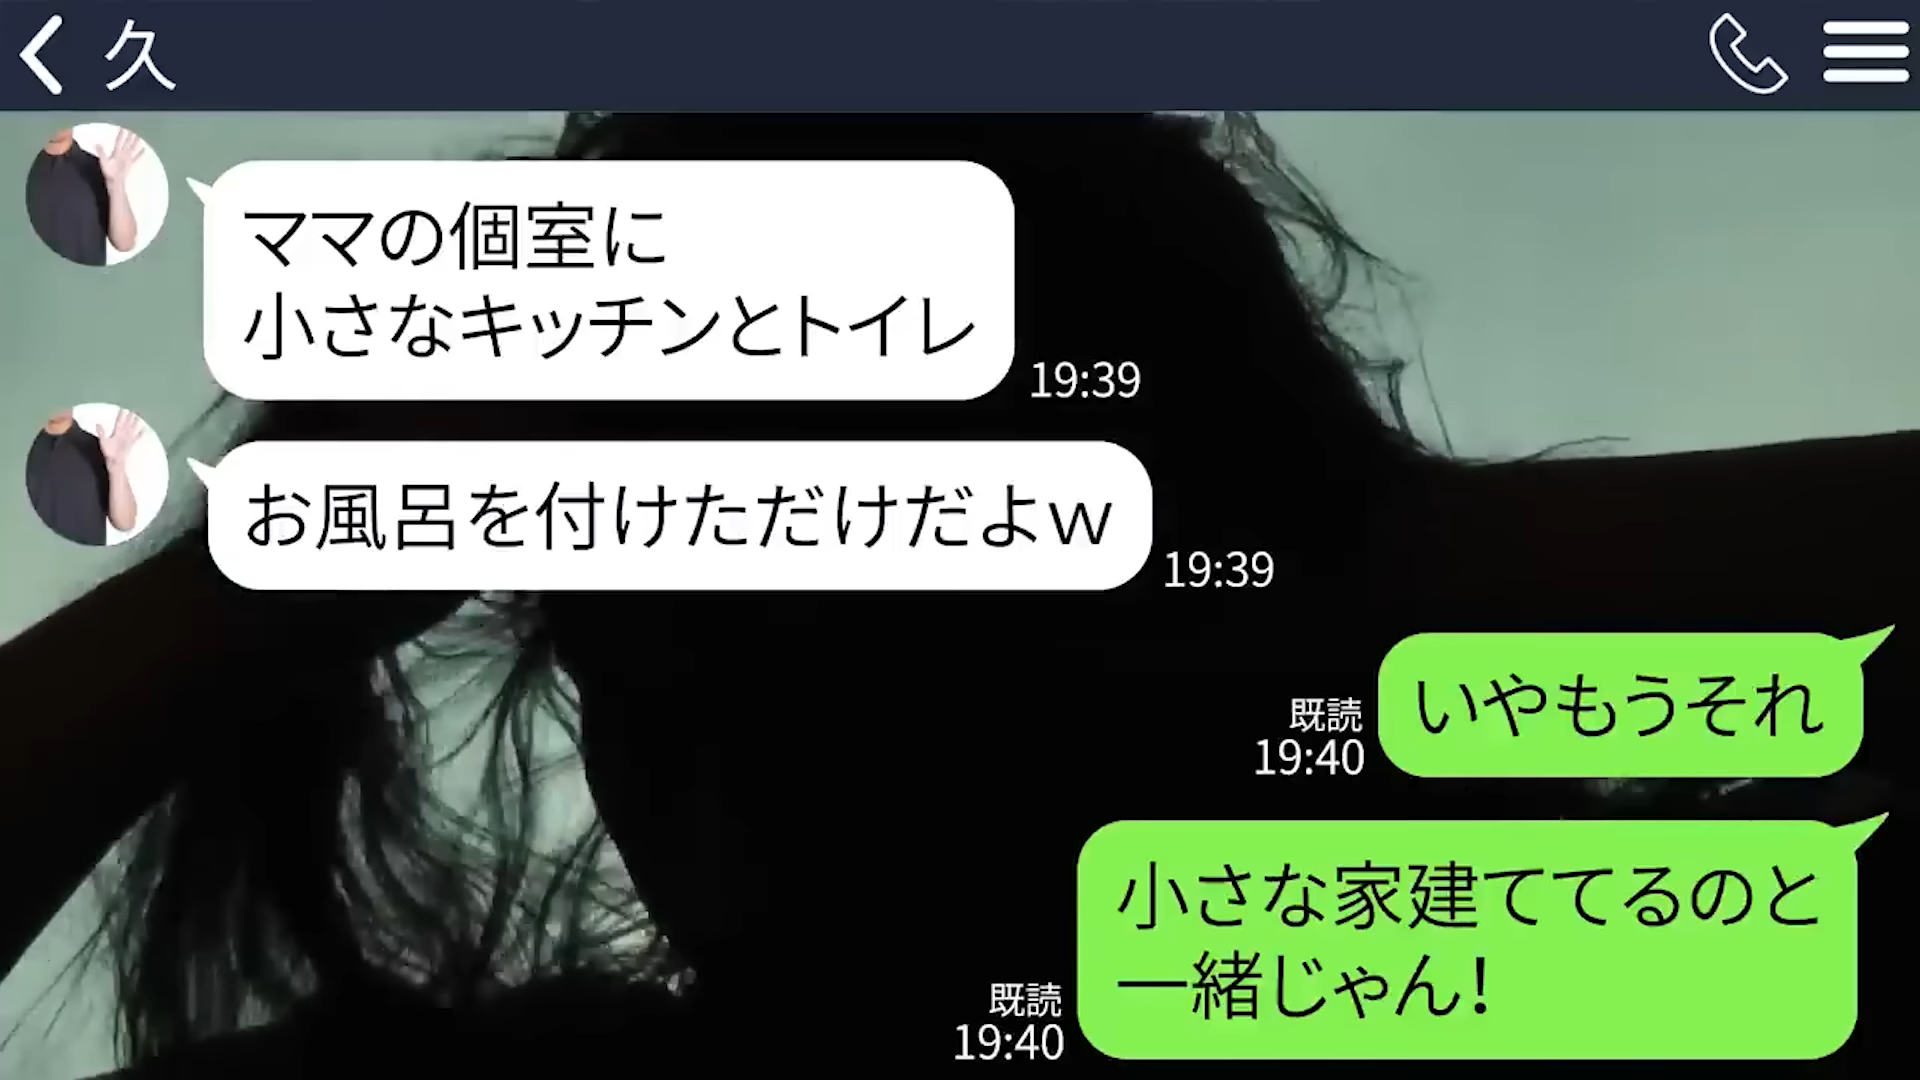 久
ママの個室に
小さなキッチンとトイレ
19:39
お風呂を付けただけだよw
19:39
いやもうそれ
既読
19:40
小さな家建ててるのと
一緒じゃん!
既読
19:40